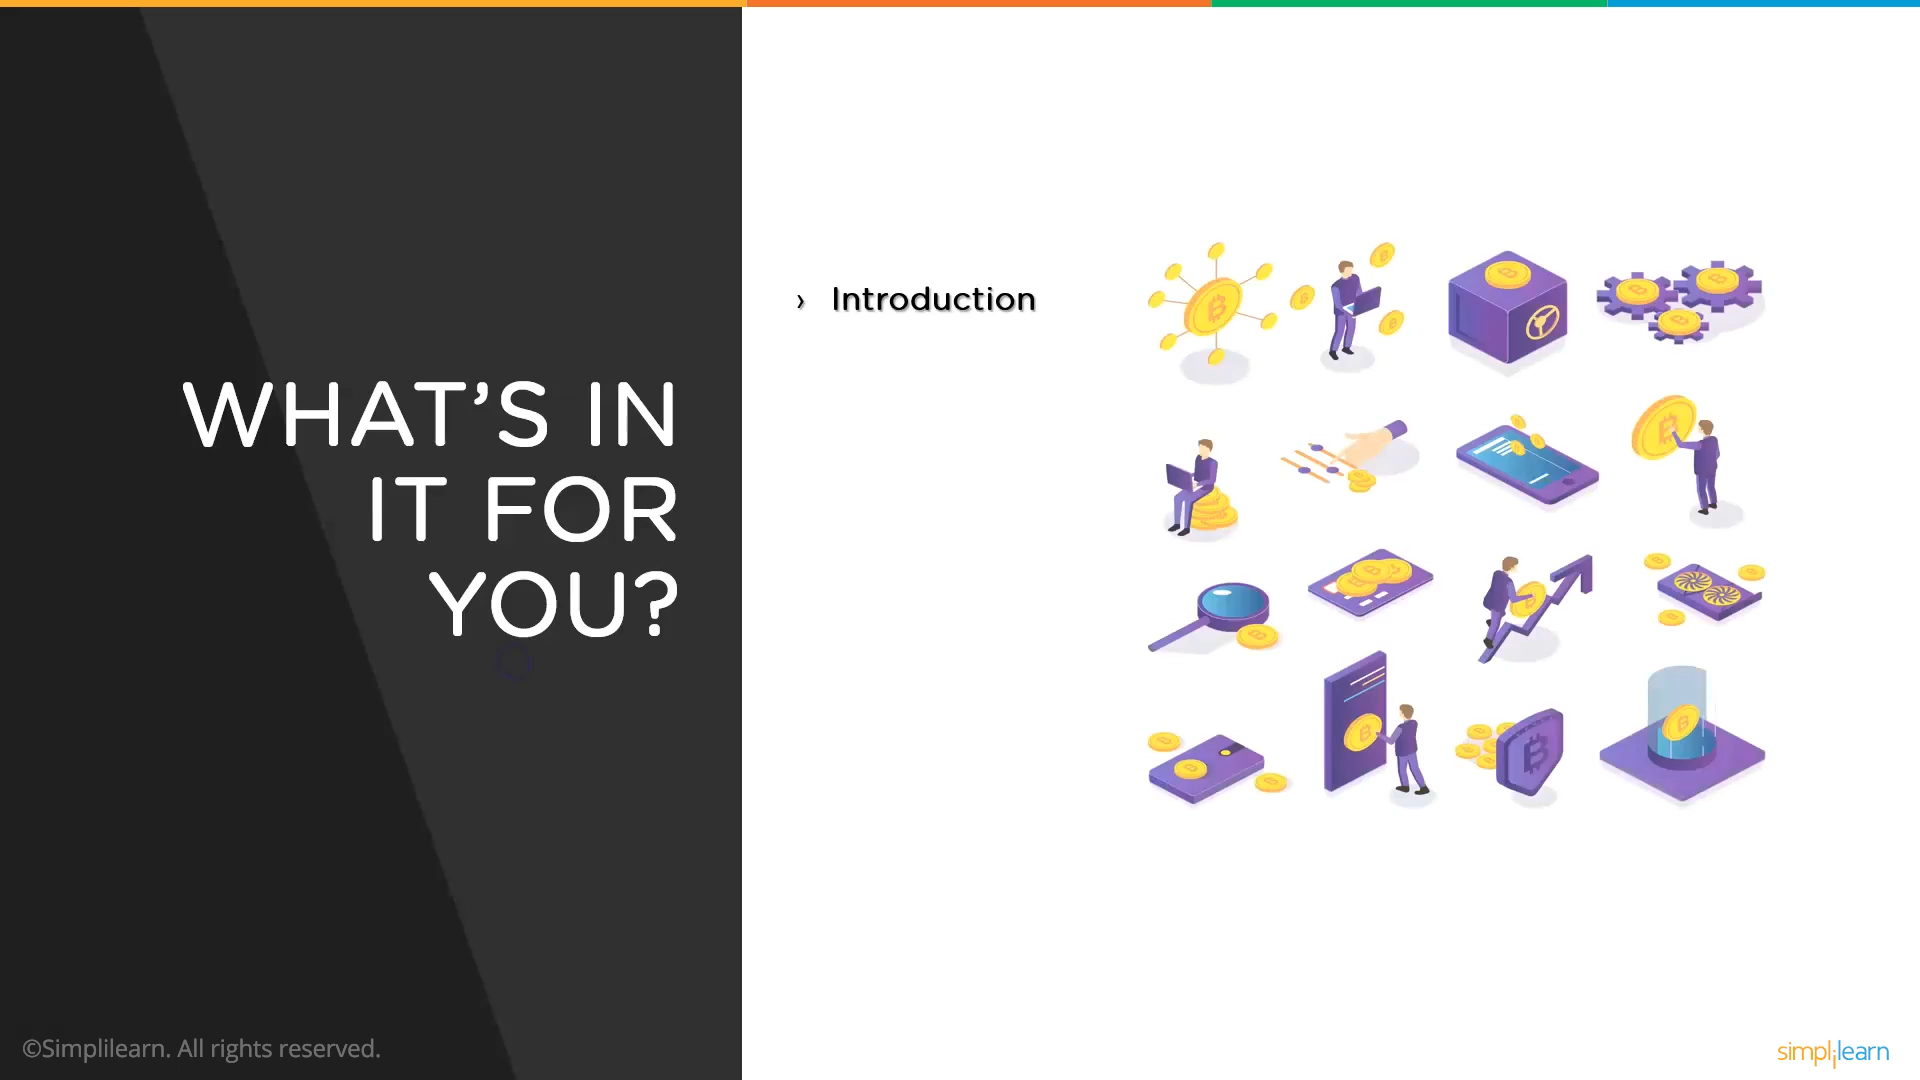 WHAT’S IN
IT FOR
YOU?
› Introduction
©Simplilearn. All rights reserved.
simplilearn